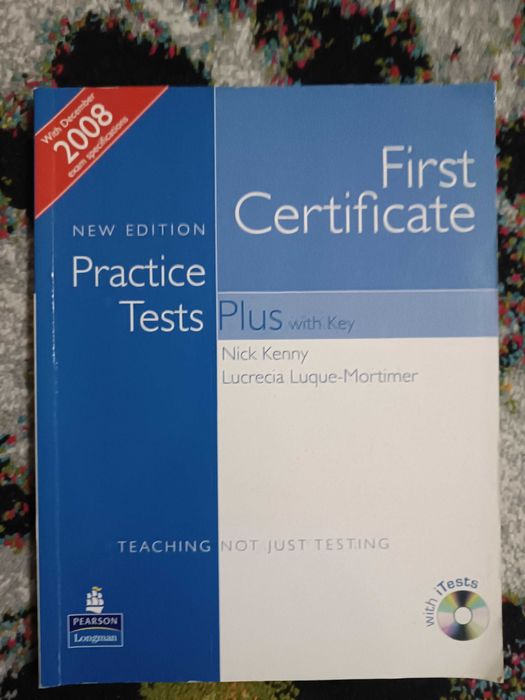 With December
2008
exam specifications
First
Certificate
NEW EDITION
Practice
Tests Plus with Key
Nick Kenny
Lucrecia Luque-Mortimer
TEACHING NOT JUST TESTING
PEARSON
Longman
with iTests